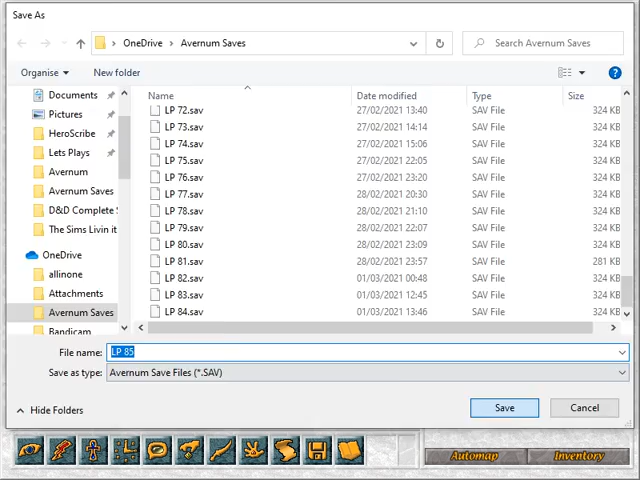 Save As
OneDrive > Avernum Saves
Search Avernum Saves
Organise
New folder
Name Date modified Type Size
Documents
Pictures
HeroScribe
Lets Plays
Avernum
Avernum Saves
D&D Complete S
The Sims Livin it
OneDrive
allinone
Attachments
Avernum Saves
Bandicam
LP 72.sav 27/02/2021 13:40 SAV File 324 KB
LP 73.sav 27/02/2021 14:14 SAV File 324 KB
LP 74.sav 27/02/2021 15:06 SAV File 324 KB
LP 75.sav 27/02/2021 22:05 SAV File 324 KB
LP 76.sav 27/02/2021 23:20 SAV File 324 KB
LP 77.sav 28/02/2021 20:30 SAV File 324 KB
LP 78.sav 28/02/2021 21:10 SAV File 324 KB
LP 79.sav 28/02/2021 22:07 SAV File 324 KB
LP 80.sav 28/02/2021 23:09 SAV File 324 KB
LP 81.sav 28/02/2021 23:57 SAV File 281 KB
LP 82.sav 01/03/2021 00:48 SAV File 324 KB
LP 83.sav 01/03/2021 12:45 SAV File 324 KB
LP 84.sav 01/03/2021 13:46 SAV File 324 KB
File name: LP 85
Save as type: Avernum Save Files (*.SAV)
Hide Folders
Save
Cancel
Automap
Inventory